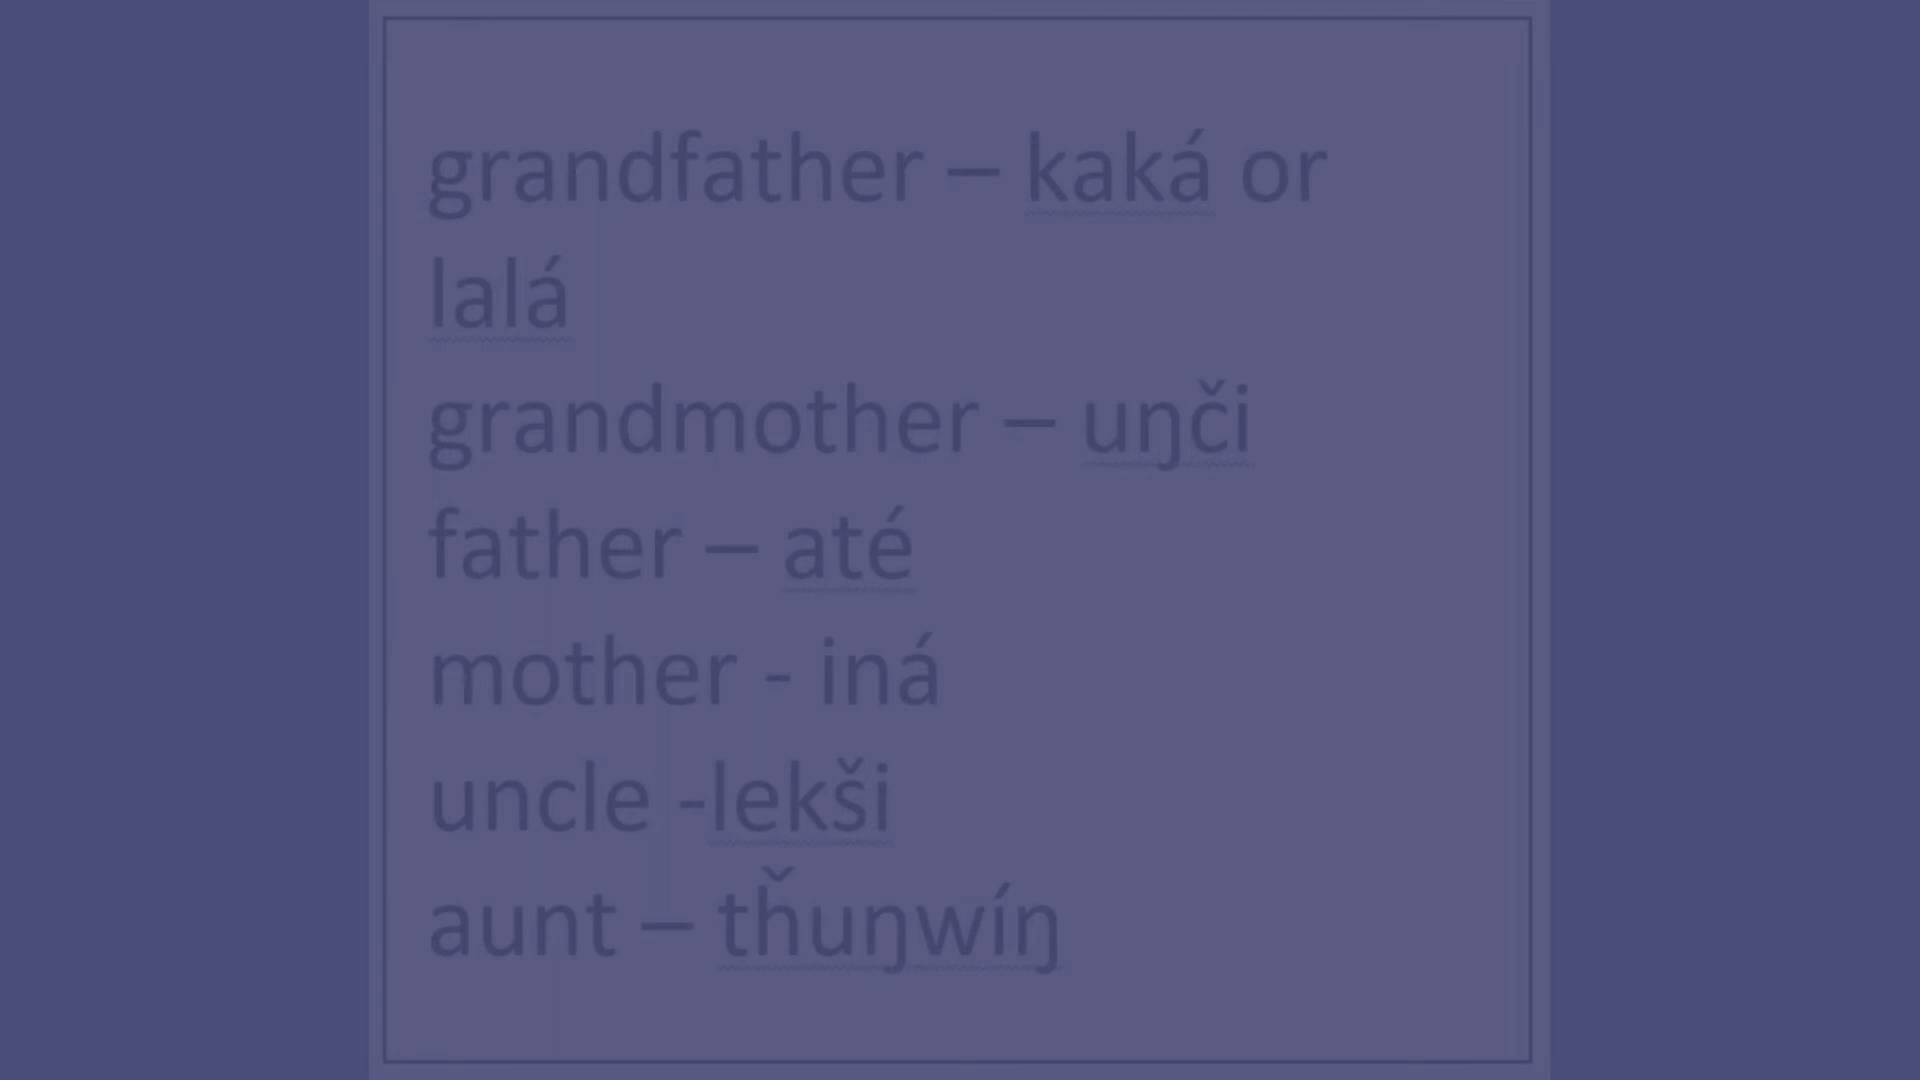 grandfather – kaká or
lalá
grandmother – uŋči
father – até
mother - iná
uncle -lekši
aunt – tȟuŋwíŋ